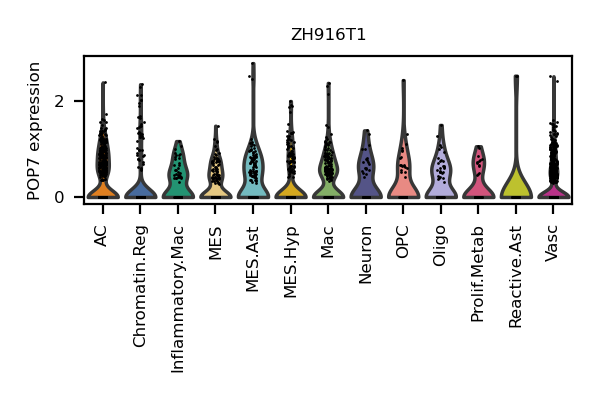 ZH916T1
POP7 expression
2
0
AC
Chromatin.Reg
Inflammatory.Mac
MES
MES.Ast
MES.Hyp
Mac
Neuron
OPC
Oligo
Prolif.Metab
Reactive.Ast
Vasc